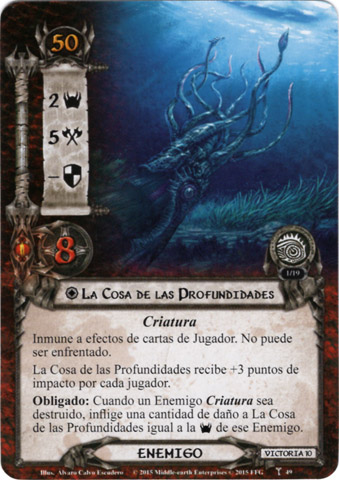 50
2
5
–
8
1/19
La Cosa de las Profundidades
Criatura
Inmune a efectos de cartas de Jugador. No puede
ser enfrentado.
La Cosa de las Profundidades recibe +3 puntos
de impacto por cada jugador.
Obligado: Cuando un Enemigo Criatura sea
destruido, inflige una cantidad de daño a La Cosa
de las Profundidades igual a la de ese Enemigo.
ENEMIGO
VICTORIA 10
Illus. Alvaro Calvo Escudero © 2015 Middle-earth Enterprises © 2015 FFG 49